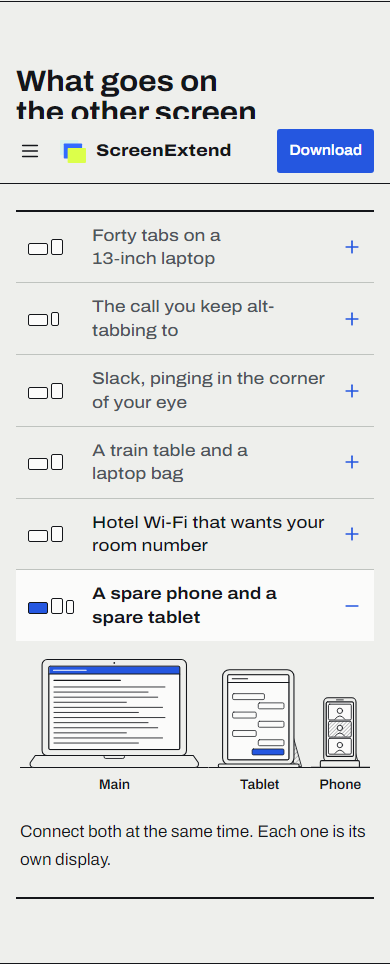 What goes on
the other screen
ScreenExtend
Download
Forty tabs on a
13-inch laptop
The call you keep alt-
tabbing to
Slack, pinging in the corner
of your eye
A train table and a
laptop bag
Hotel Wi-Fi that wants your
room number
A spare phone and a
spare tablet
Main
Tablet
Phone
Connect both at the same time. Each one is its
own display.